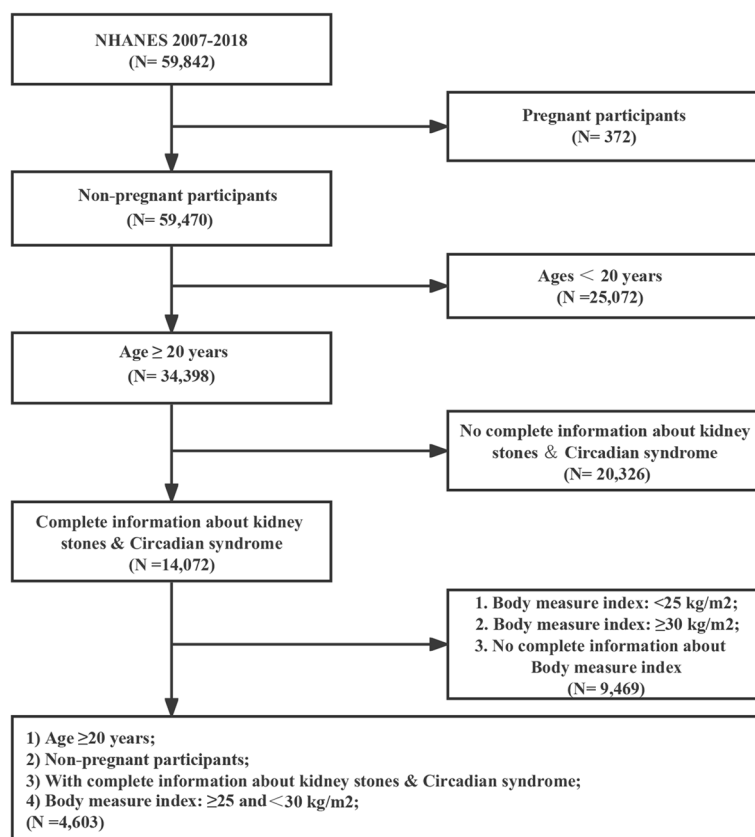 NHANES 2007-2018
(N= 59,842)
Pregnant participants
(N= 372)
Non-pregnant participants
(N= 59,470)
Ages < 20 years
(N =25,072)
Age ≥ 20 years
(N= 34,398)
No complete information about kidney
stones & Circadian syndrome
(N= 20,326)
Complete information about kidney
stones & Circadian syndrome
(N =14,072)
1. Body measure index: <25 kg/m2;
2. Body measure index: ≥30 kg/m2;
3. No complete information about
Body measure index
(N= 9,469)
1) Age ≥20 years;
2) Non-pregnant participants;
3) With complete information about kidney stones & Circadian syndrome;
4) Body measure index: ≥25 and<30 kg/m2;
(N =4,603)